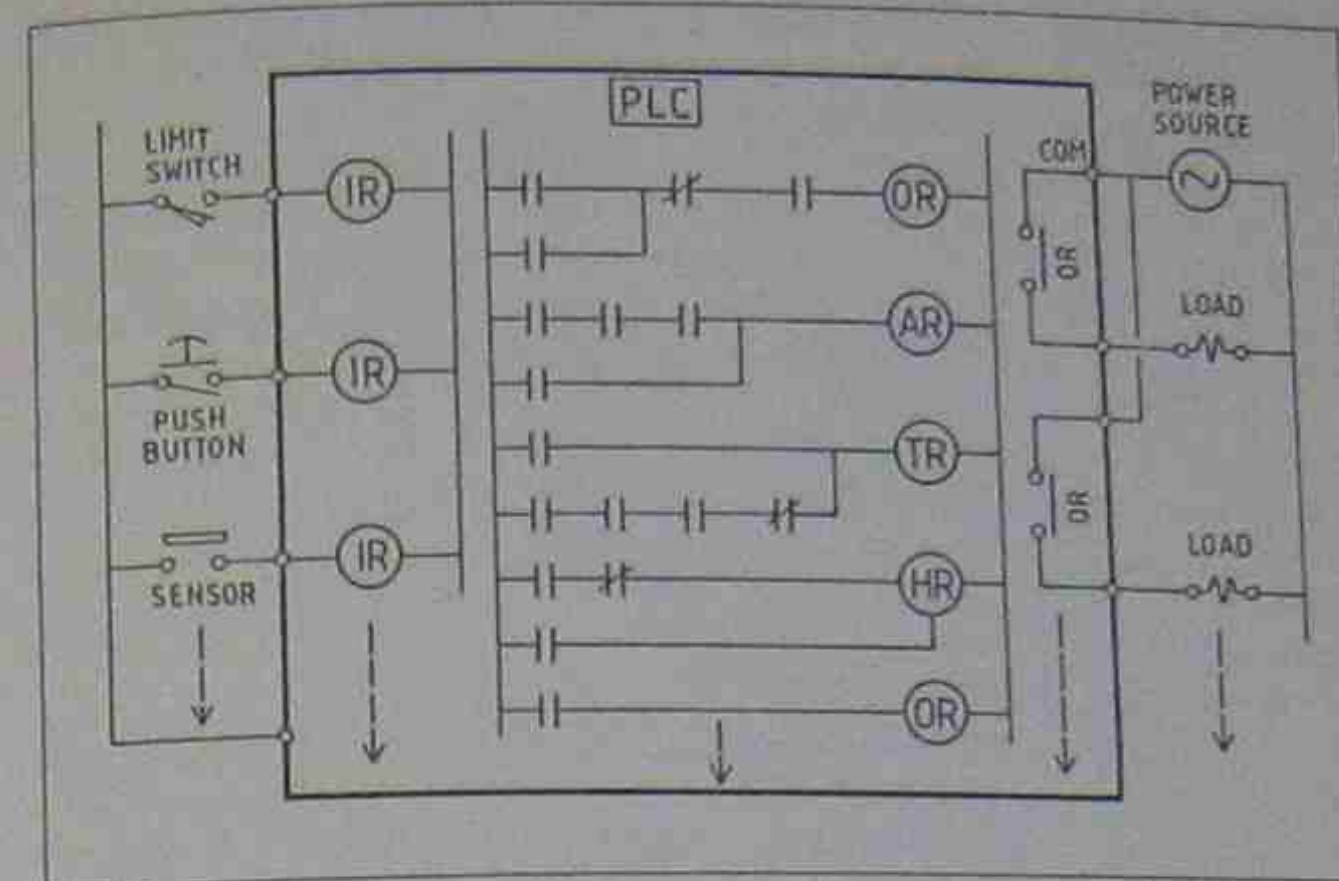 PLC
LIMIT
SWITCH
IR
OR
COM
POWER
SOURCE
OR
LOAD
AR
IR
PUSH
BUTTON
TR
OR
LOAD
IR
SENSOR
HR
OR